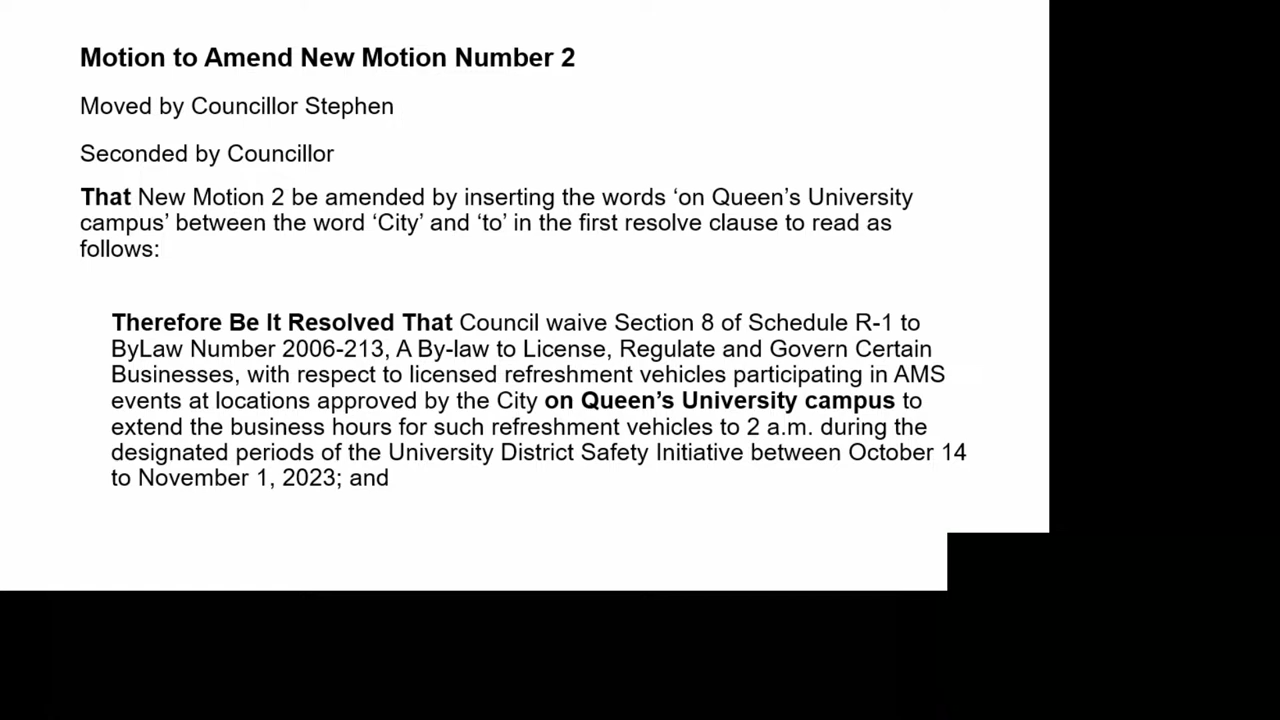 Motion to Amend New Motion Number 2
Moved by Councillor Stephen
Seconded by Councillor
That New Motion 2 be amended by inserting the words ‘on Queen’s University
campus’ between the word ‘City’ and ‘to’ in the first resolve clause to read as
follows:
Therefore Be It Resolved That Council waive Section 8 of Schedule R-1 to
ByLaw Number 2006-213, A By-law to License, Regulate and Govern Certain
Businesses, with respect to licensed refreshment vehicles participating in AMS
events at locations approved by the City on Queen’s University campus to
extend the business hours for such refreshment vehicles to 2 a.m. during the
designated periods of the University District Safety Initiative between October 14
to November 1, 2023; and